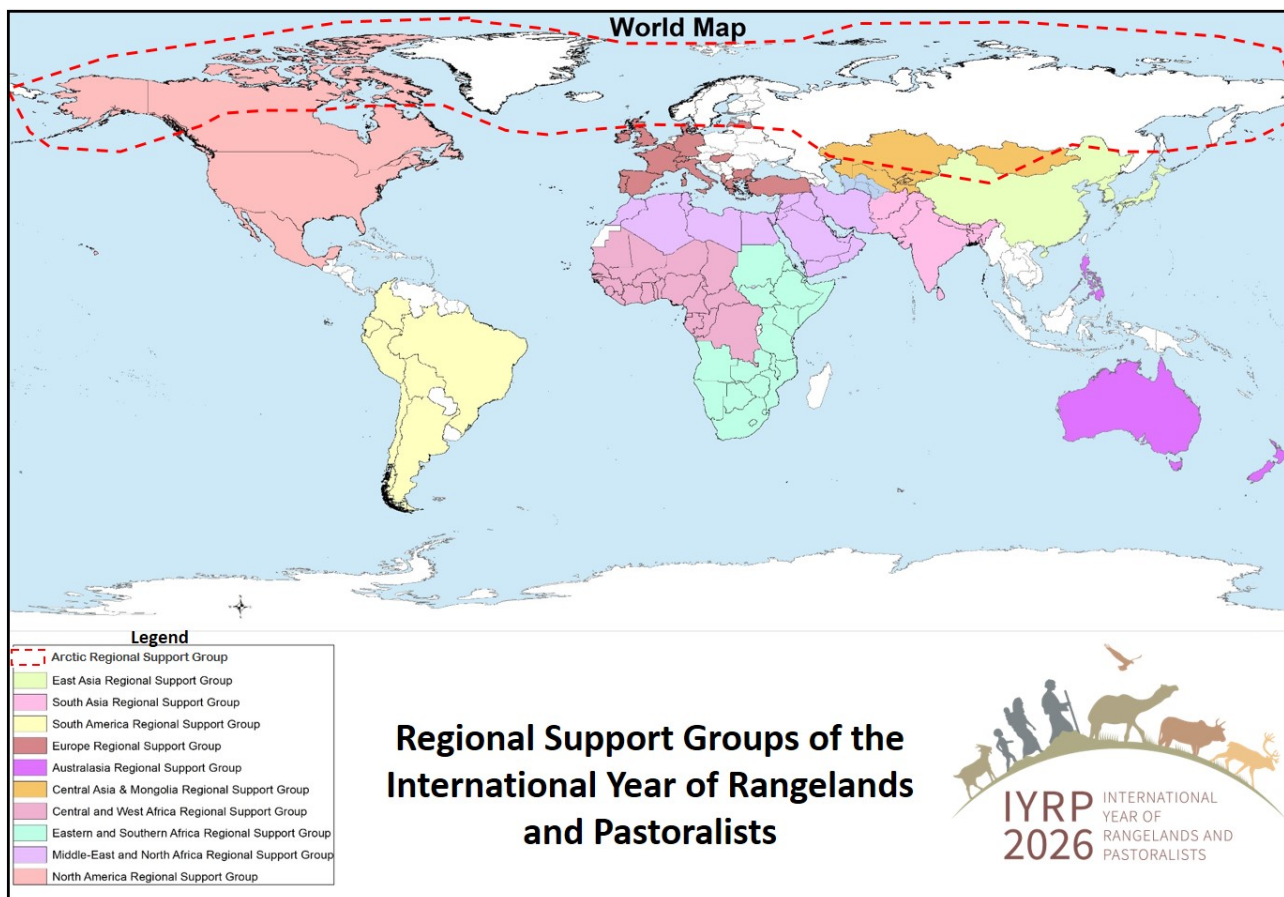 World Map
Legend
Arctic Regional Support Group
East Asia Regional Support Group
South Asia Regional Support Group
South America Regional Support Group
Europe Regional Support Group
Australasia Regional Support Group
Central Asia & Mongolia Regional Support Group
Central and West Africa Regional Support Group
Eastern and Southern Africa Regional Support Group
Middle-East and North Africa Regional Support Group
North America Regional Support Group
Regional Support Groups of the
International Year of Rangelands
and Pastoralists
IYRP
2026
INTERNATIONAL
YEAR OF
RANGELANDS AND
PASTORALISTS